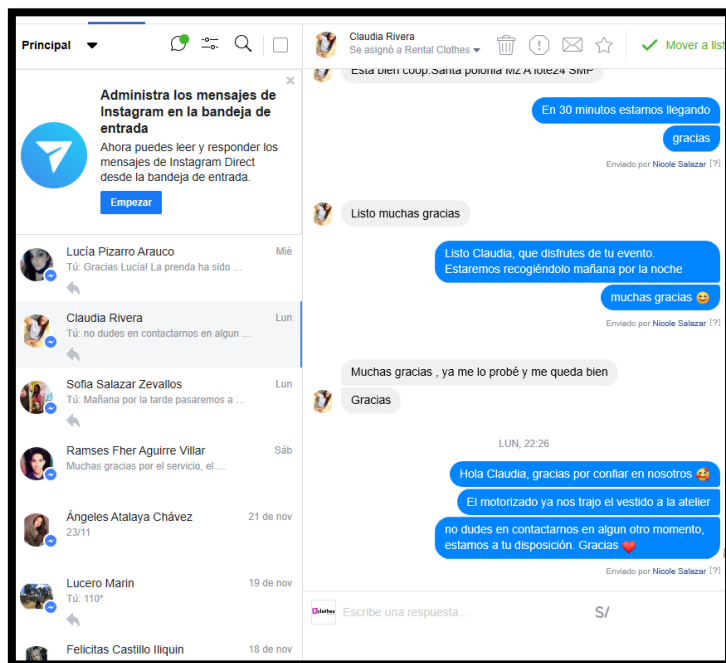 Principal
Administra los mensajes de
Instagram en la bandeja de
entrada
Ahora puedes leer y responder los
mensajes de Instagram Direct
desde la bandeja de entrada.
Empezar
Lucía Pizarro Arauco
Mié
Tú: Gracias Lucía! La prenda ha sido ...
Claudia Rivera
Lun
Tú: no dudes en contactarnos en algun ...
Sofia Salazar Zevallos
Lun
Tú: Mañana por la tarde pasaremos a ...
Ramses Fher Aguirre Villar
Sáb
Muchas gracias por el servicio, el ...
Ángeles Atalaya Chávez
21 de nov
23/11
Lucero Marin
19 de nov
Tú: 110*
Felicitas Castillo Iliquin
18 de nov
Claudia Rivera
Se asignó a Rental Clothes
Mover a list
Esta bien coop.Santa polonia Mz A lote24 SMP
En 30 minutos estamos llegando
gracias
Enviado por Nicole Salazar [?]
Listo muchas gracias
Listo Claudia, que disfrutes de tu evento.
Estaremos recogiéndolo mañana por la noche
muchas gracias 😊
Enviado por Nicole Salazar [?]
Muchas gracias , ya me lo probé y me queda bien
Gracias
LUN, 22:26
Hola Claudia, gracias por confiar en nosotros 🥰
El motorizado ya nos trajo el vestido a la atelier
no dudes en contactarnos en algun otro momento,
estamos a tu disposición. Gracias ❤️
Enviado por Nicole Salazar [?]
Escribe una respuesta...
S/